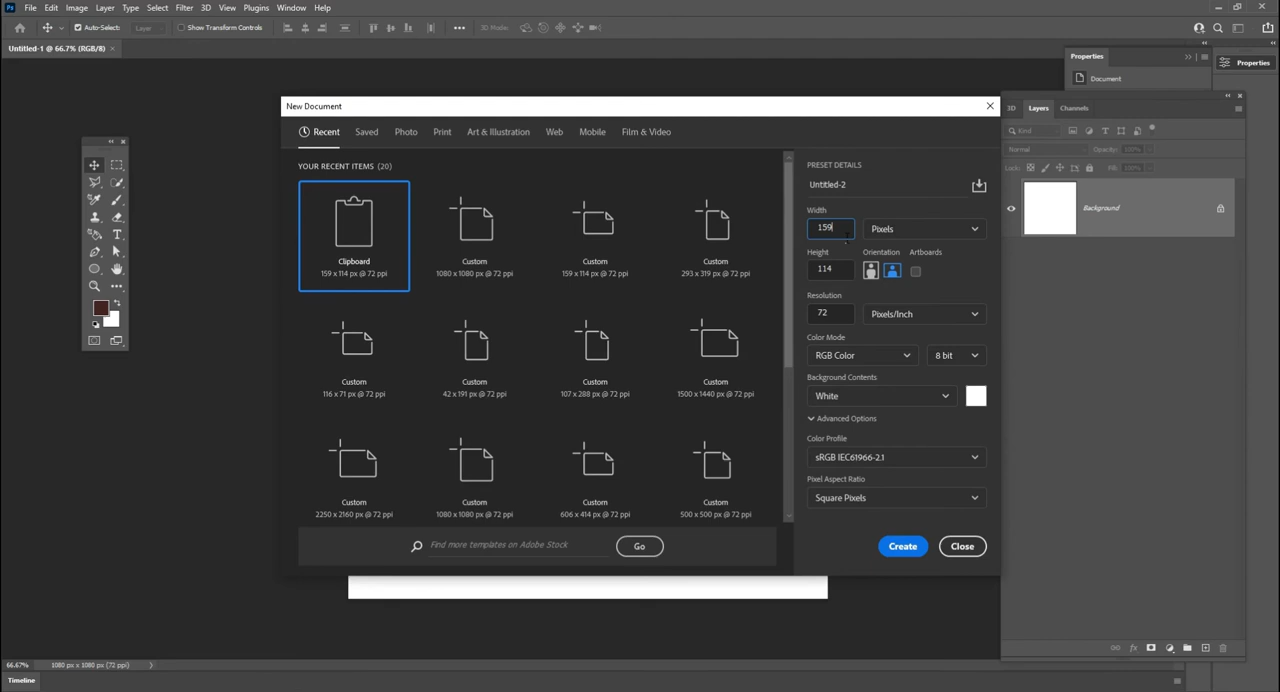 Ps File Edit Image Layer Type Select Filter 3D View Plugins Window Help
Auto-Select: Layer Show Transform Controls 3D Mode:
Untitled-1 @ 66.7% (RGB/8)
Properties
Document
Properties
3D Layers Channels
Kind
Normal Opacity: 100%
Lock: Fill: 100%
Background
New Document
Recent Saved Photo Print Art & Illustration Web Mobile Film & Video
YOUR RECENT ITEMS (20)
Clipboard
159 x 114 px @ 72 ppi
Custom
1080 x 1080 px @ 72 ppi
Custom
159 x 114 px @ 72 ppi
Custom
293 x 319 px @ 72 ppi
Custom
116 x 71 px @ 72 ppi
Custom
42 x 191 px @ 72 ppi
Custom
107 x 288 px @ 72 ppi
Custom
1500 x 1440 px @ 72 ppi
Custom
2250 x 2160 px @ 72 ppi
Custom
1080 x 1080 px @ 72 ppi
Custom
606 x 414 px @ 72 ppi
Custom
500 x 500 px @ 72 ppi
Find more templates on Adobe Stock Go
PRESET DETAILS
Untitled-2
Width
159 Pixels
Height Orientation Artboards
114
Resolution
72 Pixels/Inch
Color Mode
RGB Color 8 bit
Background Contents
White
Advanced Options
Color Profile
sRGB IEC61966-2.1
Pixel Aspect Ratio
Square Pixels
Create Close
66.67% 1080 px x 1080 px (72 ppi)
Timeline